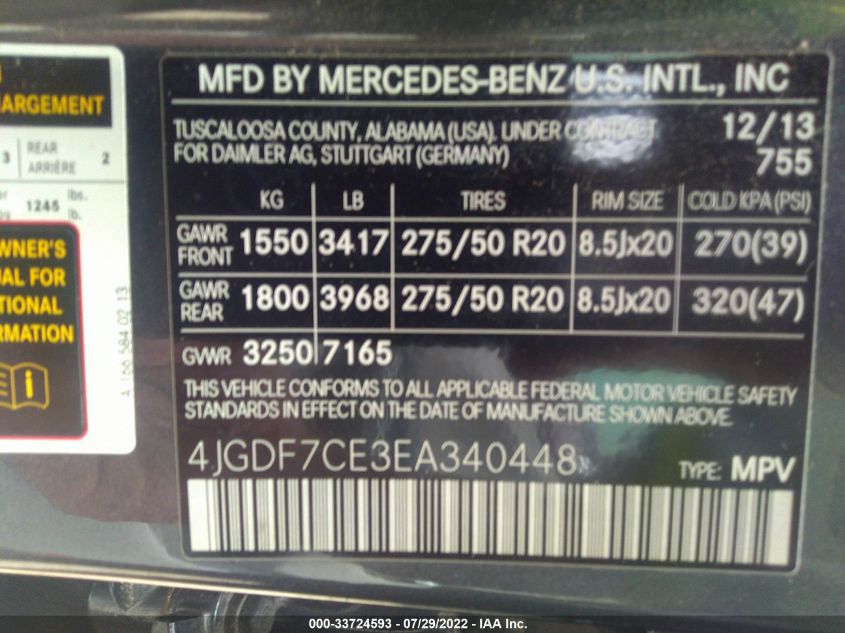 ARGEMENT
3 REAR ARRIÈRE 2
1245 lbs. lb.
WNER'S
UAL FOR
TIONAL
RMATION
i
A 166 584 02 13
MFD BY MERCEDES-BENZ U.S. INTL., INC
TUSCALOOSA COUNTY, ALABAMA (USA). UNDER CONTRACT 12/13
FOR DAIMLER AG, STUTTGART (GERMANY) 755
KG LB TIRES RIM SIZE COLD KPA (PSI)
GAWR FRONT 1550 3417 275/50 R20 8.5Jx20 270(39)
GAWR REAR 1800 3968 275/50 R20 8.5Jx20 320(47)
GVWR 3250 7165
THIS VEHICLE CONFORMS TO ALL APPLICABLE FEDERAL MOTOR VEHICLE SAFETY
STANDARDS IN EFFECT ON THE DATE OF MANUFACTURE SHOWN ABOVE.
4JGDF7CE3EA340448 TYPE: MPV
000-33724593 / 07/29/2022 - IAA Inc.